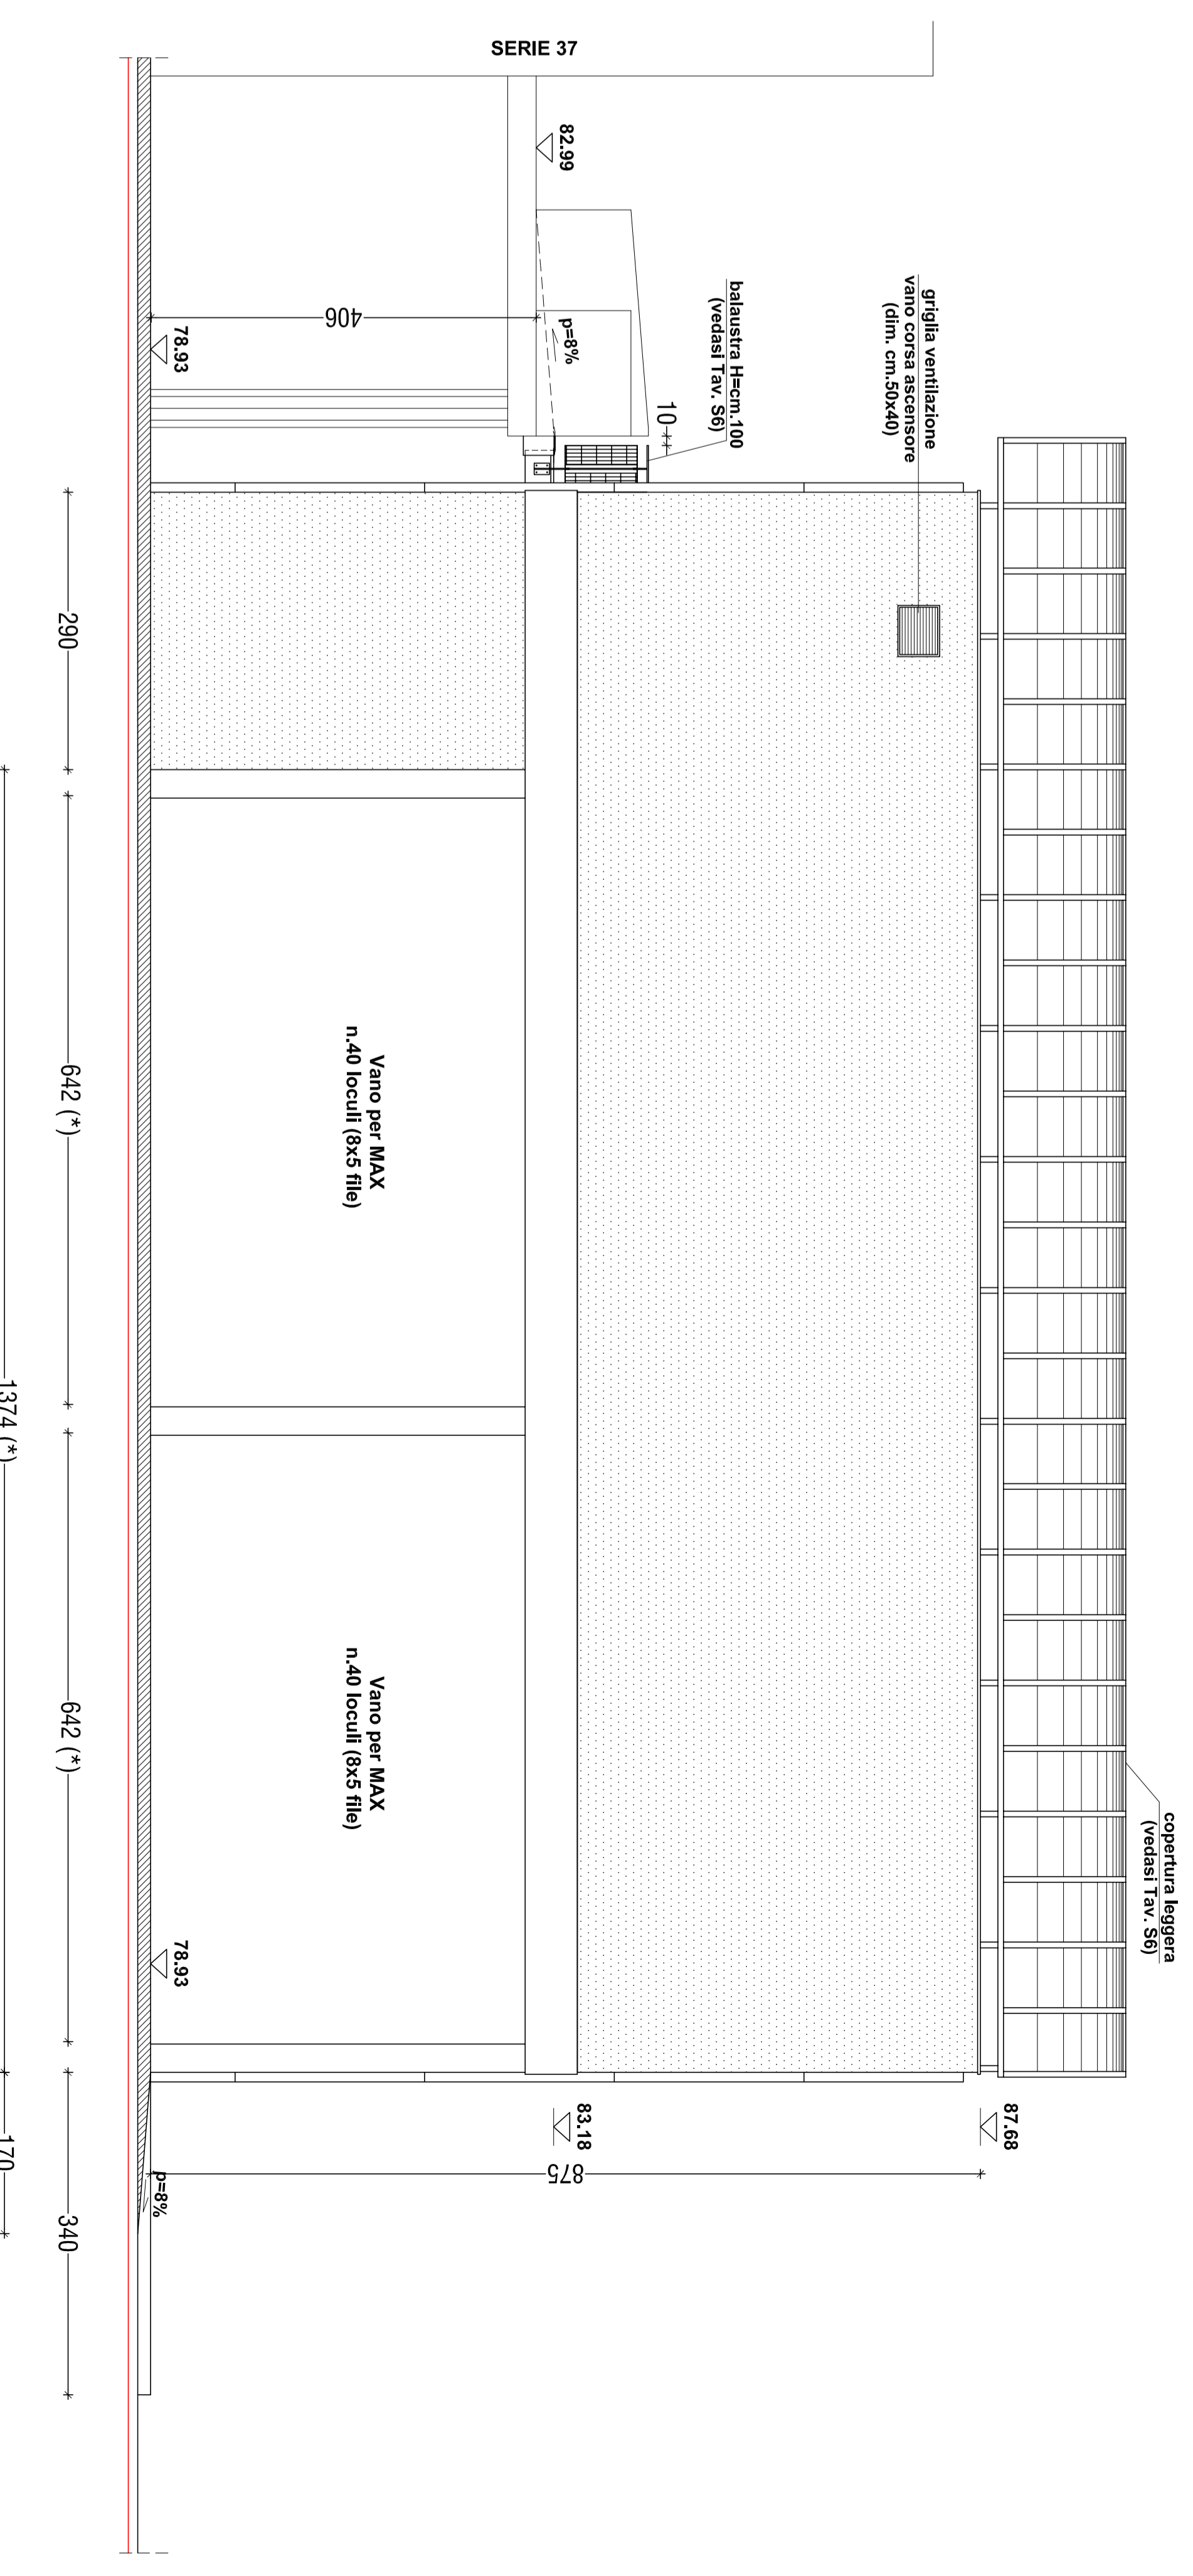 SERIE 37
82.99
406
78.93
p=8%
10
balaustra H=cm.100
(vedasi Tav. S6)
griglia ventilazione
vano corsa ascensore
(dim. cm.50x40)
290
642 (*)
1374 (*)
Vano per MAX
n.40 loculi (8x5 file)
642 (*)
Vano per MAX
n.40 loculi (8x5 file)
copertura leggera
(vedasi Tav. S6)
78.93
83.18
87.68
875
p=8%
170
340